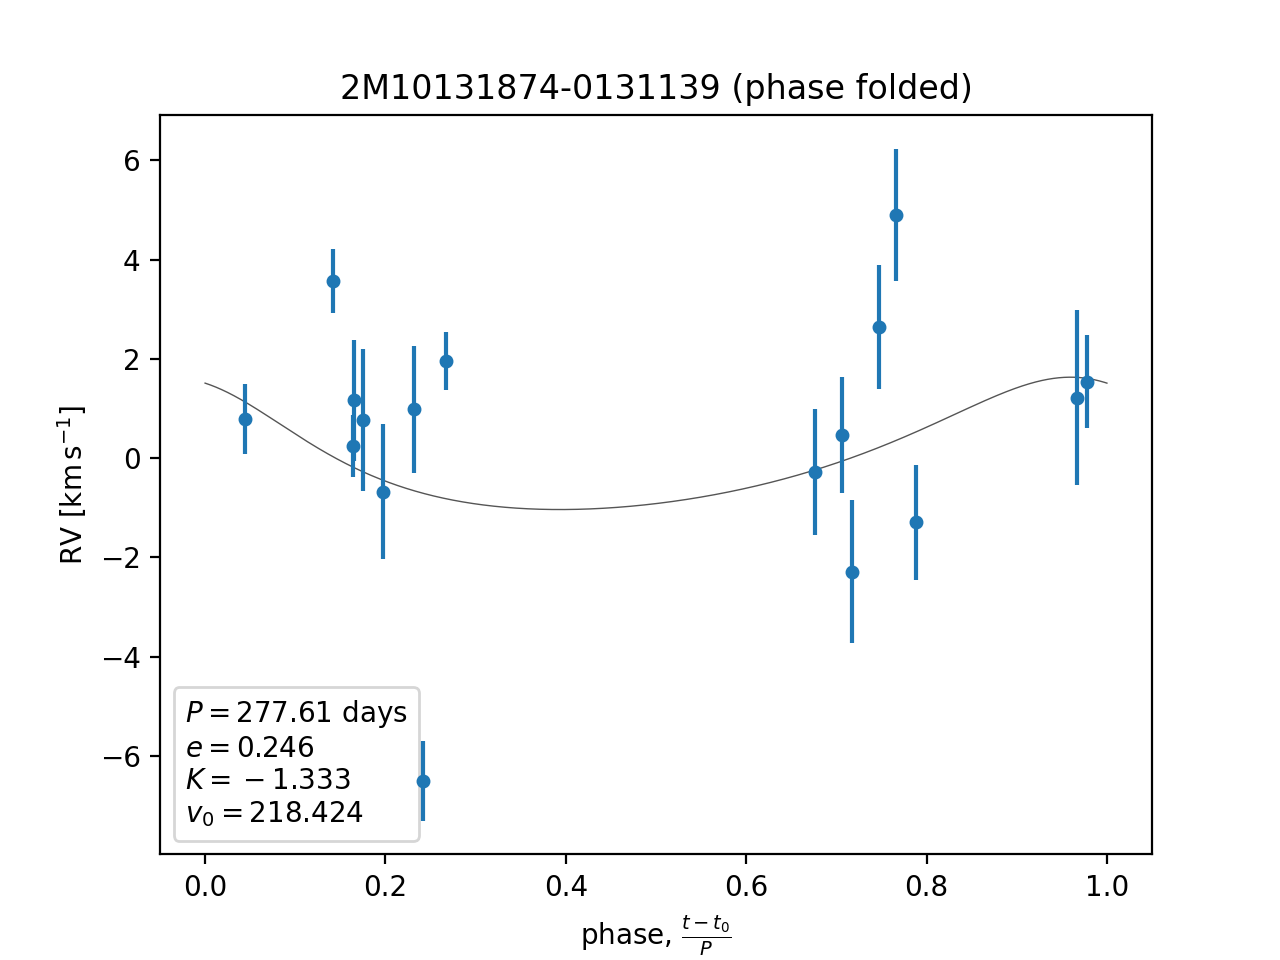 2M10131874-0131139 (phase folded)
RV [km s⁻¹]
6
4
2
0
−2
−4
−6
P = 277.61 days
e = 0.246
K = −1.333
v₀ = 218.424
0.0 0.2 0.4 0.6 0.8 1.0
phase, (t − t₀)/P